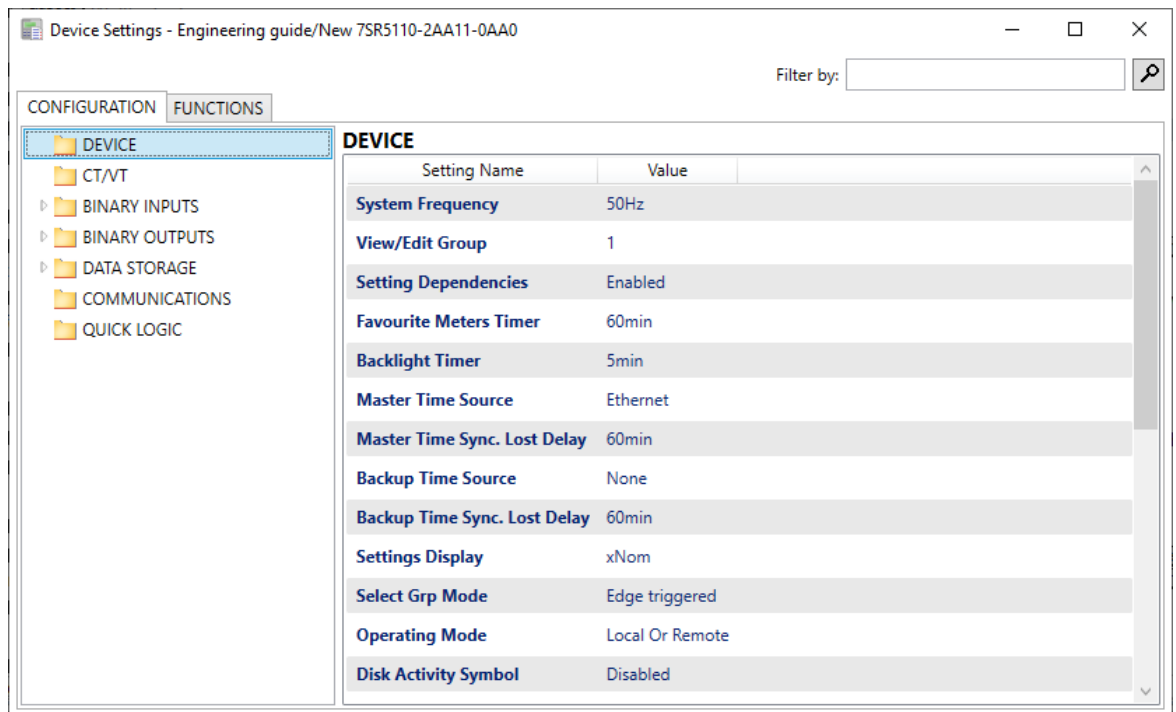 Device Settings - Engineering guide/New 7SR5110-2AA11-0AA0
Filter by:
CONFIGURATION FUNCTIONS
DEVICE
CT/VT
BINARY INPUTS
BINARY OUTPUTS
DATA STORAGE
COMMUNICATIONS
QUICK LOGIC
DEVICE
Setting Name Value
System Frequency 50Hz
View/Edit Group 1
Setting Dependencies Enabled
Favourite Meters Timer 60min
Backlight Timer 5min
Master Time Source Ethernet
Master Time Sync. Lost Delay 60min
Backup Time Source None
Backup Time Sync. Lost Delay 60min
Settings Display xNom
Select Grp Mode Edge triggered
Operating Mode Local Or Remote
Disk Activity Symbol Disabled